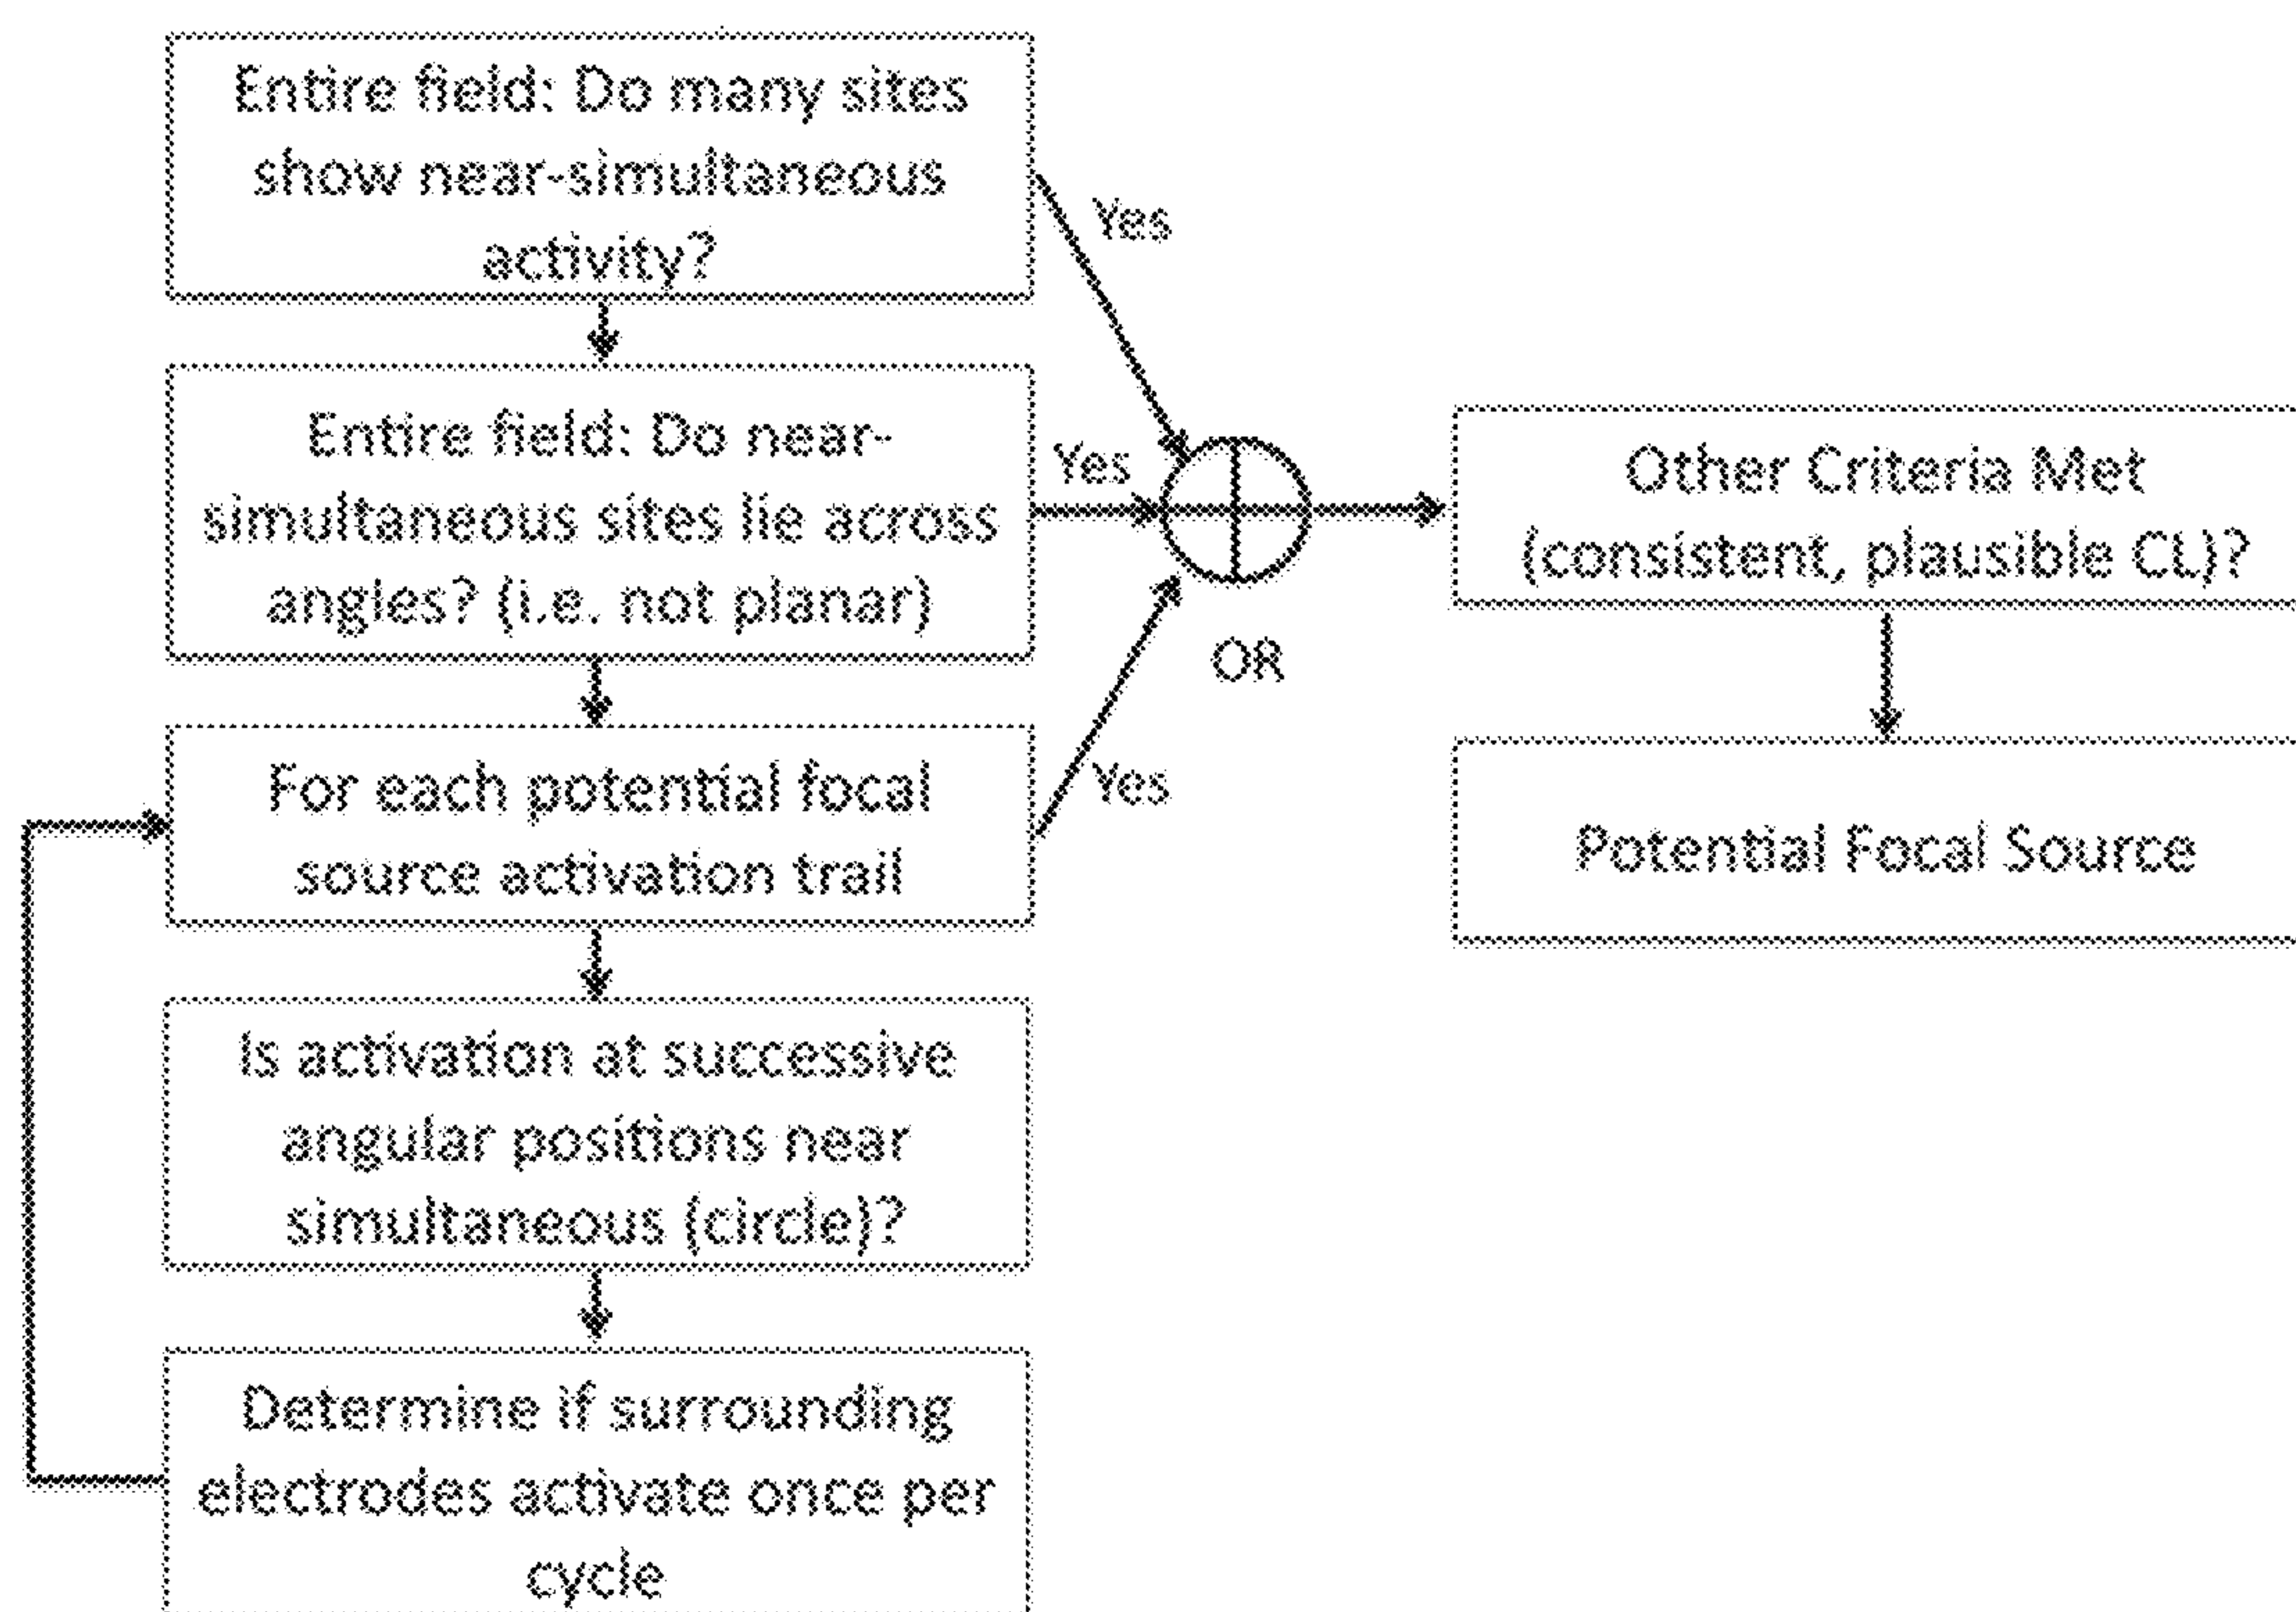 Entire field: Do many sites
show near-simultaneous
activity?
Yes
Entire field: Do near-
simultaneous sites lie across
angles? (i.e. not planar)
Yes
OR
For each potential focal
source activation trail
Yes
Is activation at successive
angular positions near
simultaneous (circle)?
Determine if surrounding
electrodes activate once per
cycle
Other Criteria Met
(consistent, plausible CL)?
Potential Focal Source